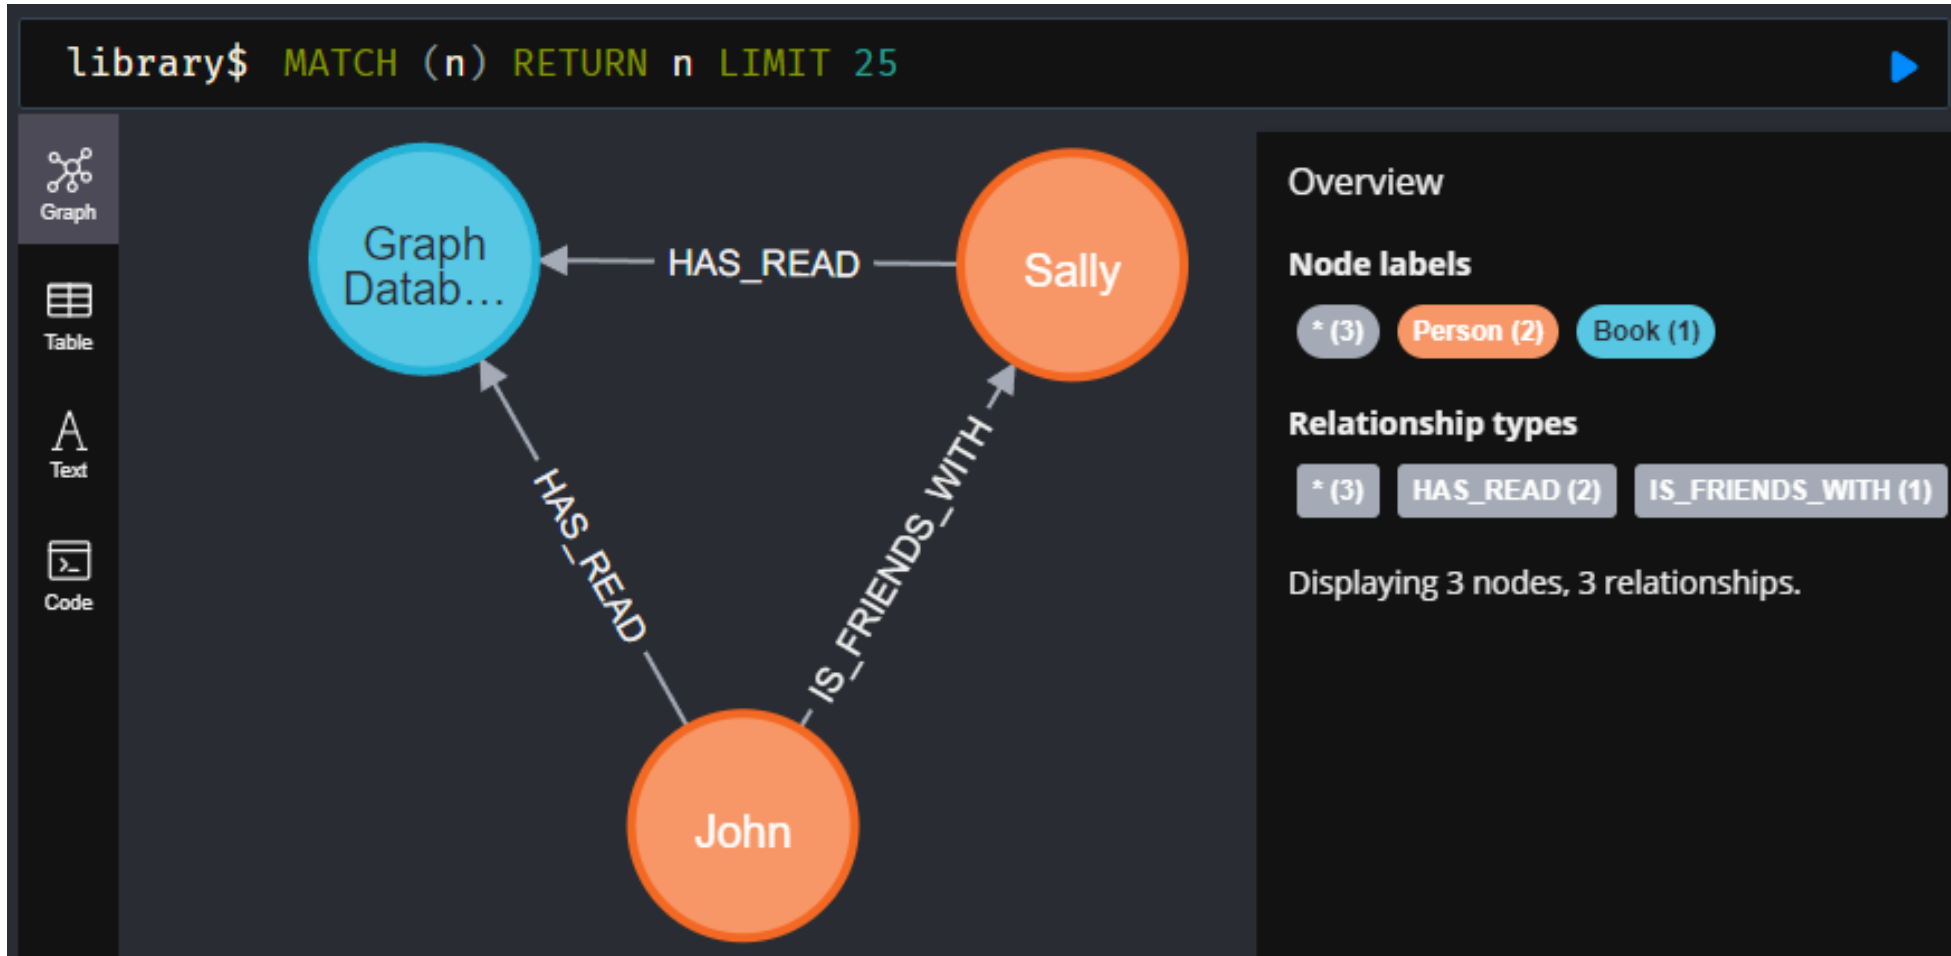 library$ MATCH (n) RETURN n LIMIT 25
Graph
Table
Text
Code
Graph
Datab...
HAS_READ
Sally
HAS_READ
IS_FRIENDS_WITH
John
Overview
Node labels
* (3) Person (2) Book (1)
Relationship types
* (3) HAS_READ (2) IS_FRIENDS_WITH (1)
Displaying 3 nodes, 3 relationships.